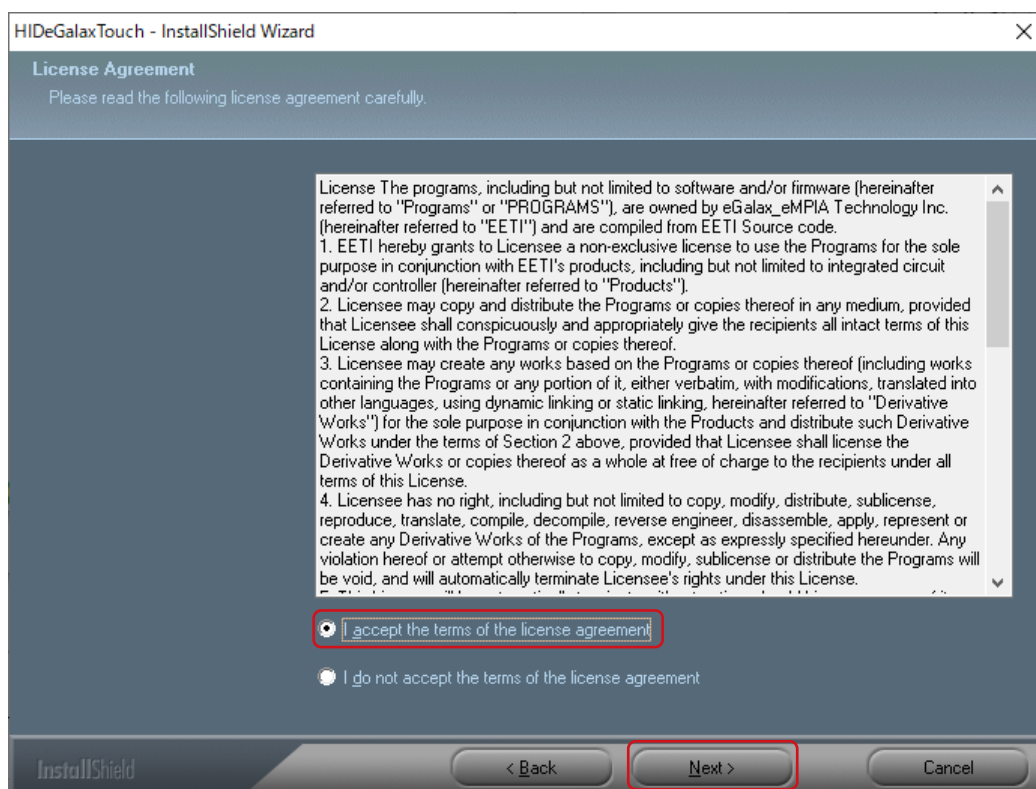 HIDeGalaxTouch - InstallShield Wizard
License Agreement
Please read the following license agreement carefully.
License The programs, including but not limited to software and/or firmware (hereinafter
referred to "Programs" or "PROGRAMS"), are owned by eGalax_eMPIA Technology Inc.
(hereinafter referred to "EETI") and are compiled from EETI Source code.
1. EETI hereby grants to Licensee a non-exclusive license to use the Programs for the sole
purpose in conjunction with EETI's products, including but not limited to integrated circuit
and/or controller (hereinafter referred to "Products").
2. Licensee may copy and distribute the Programs or copies thereof in any medium, provided
that Licensee shall conspicuously and appropriately give the recipients all intact terms of this
License along with the Programs or copies thereof.
3. Licensee may create any works based on the Programs or copies thereof (including works
containing the Programs or any portion of it, either verbatim, with modifications, translated into
other languages, using dynamic linking or static linking, hereinafter referred to "Derivative
Works") for the sole purpose in conjunction with the Products and distribute such Derivative
Works under the terms of Section 2 above, provided that Licensee shall license the
Derivative Works or copies thereof as a whole at free of charge to the recipients under all
terms of this License.
4. Licensee has no right, including but not limited to copy, modify, distribute, sublicense,
reproduce, translate, compile, decompile, reverse engineer, disassemble, apply, represent or
create any Derivative Works of the Programs, except as expressly specified hereunder. Any
violation hereof or attempt otherwise to copy, modify, sublicense or distribute the Programs will
be void, and will automatically terminate Licensee's rights under this License.
I accept the terms of the license agreement
I do not accept the terms of the license agreement
InstallShield
< Back
Next >
Cancel